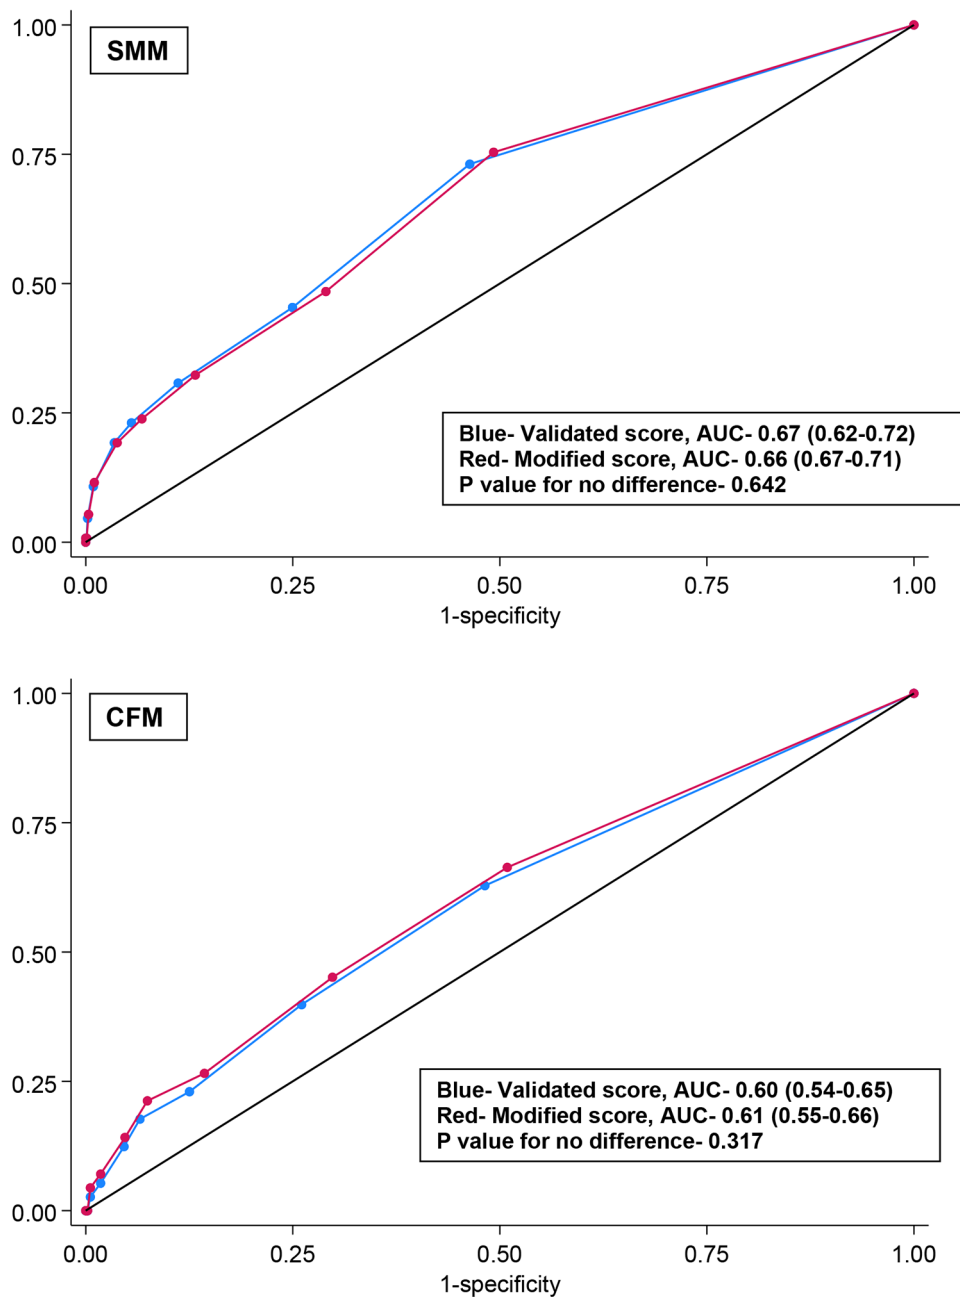 SMM
1.00
0.75
0.50
0.25
0.00
Blue- Validated score, AUC- 0.67 (0.62-0.72)
Red- Modified score, AUC- 0.66 (0.67-0.71)
P value for no difference- 0.642
0.00 0.25 0.50 0.75 1.00
1-specificity
CFM
1.00
0.75
0.50
0.25
0.00
Blue- Validated score, AUC- 0.60 (0.54-0.65)
Red- Modified score, AUC- 0.61 (0.55-0.66)
P value for no difference- 0.317
0.00 0.25 0.50 0.75 1.00
1-specificity